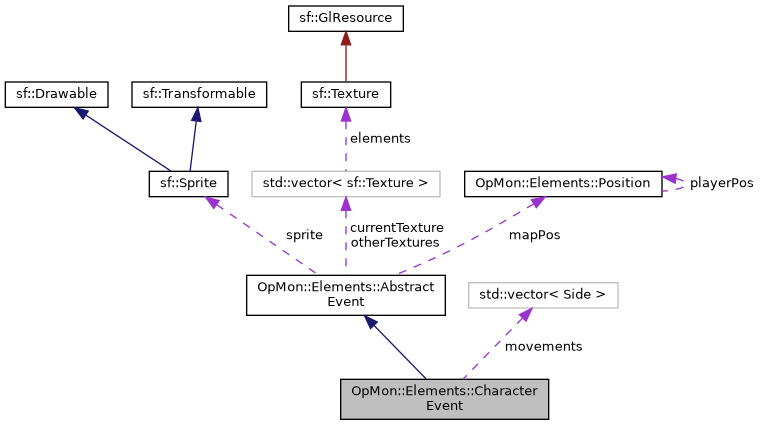 sf::GlResource
sf::Drawable
sf::Transformable
sf::Texture
elements
sf::Sprite
std::vector< sf::Texture >
OpMon::Elements::Position
playerPos
sprite
currentTexture
otherTextures
mapPos
OpMon::Elements::Abstract
Event
std::vector< Side >
movements
OpMon::Elements::Character
Event